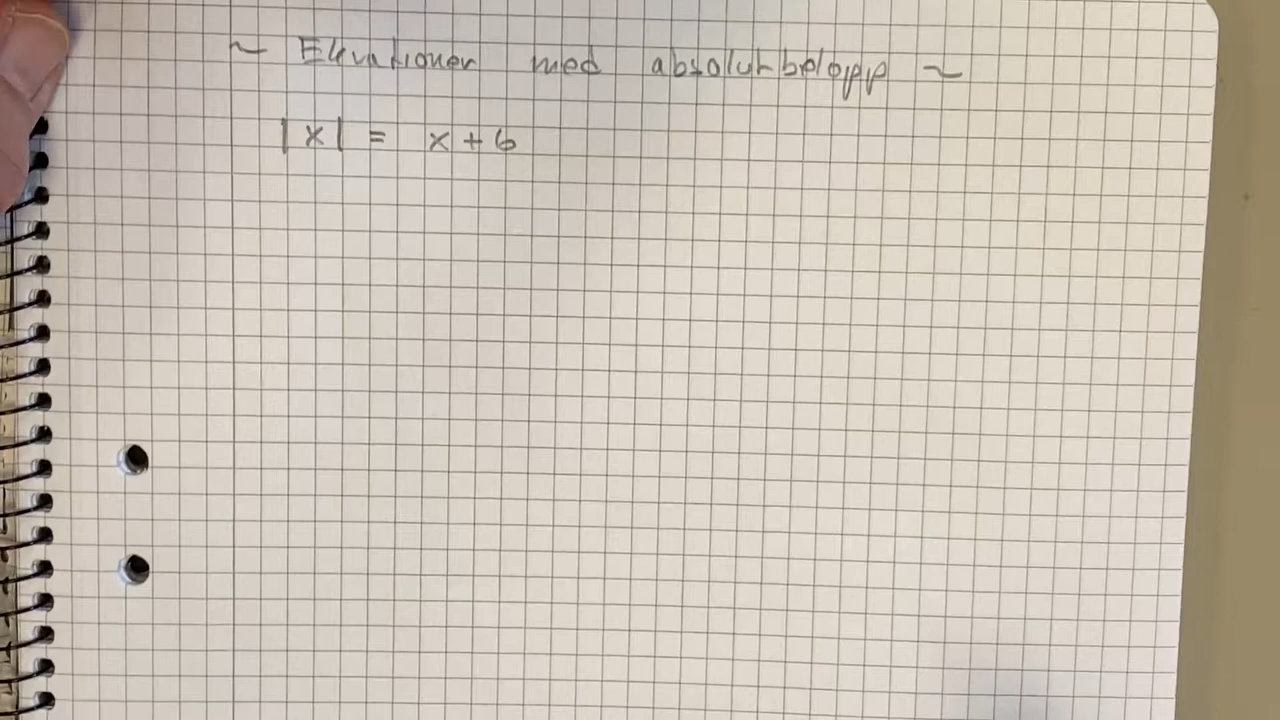 ~ Ekvationer med absolutbelopp ~
|x| = x + 6